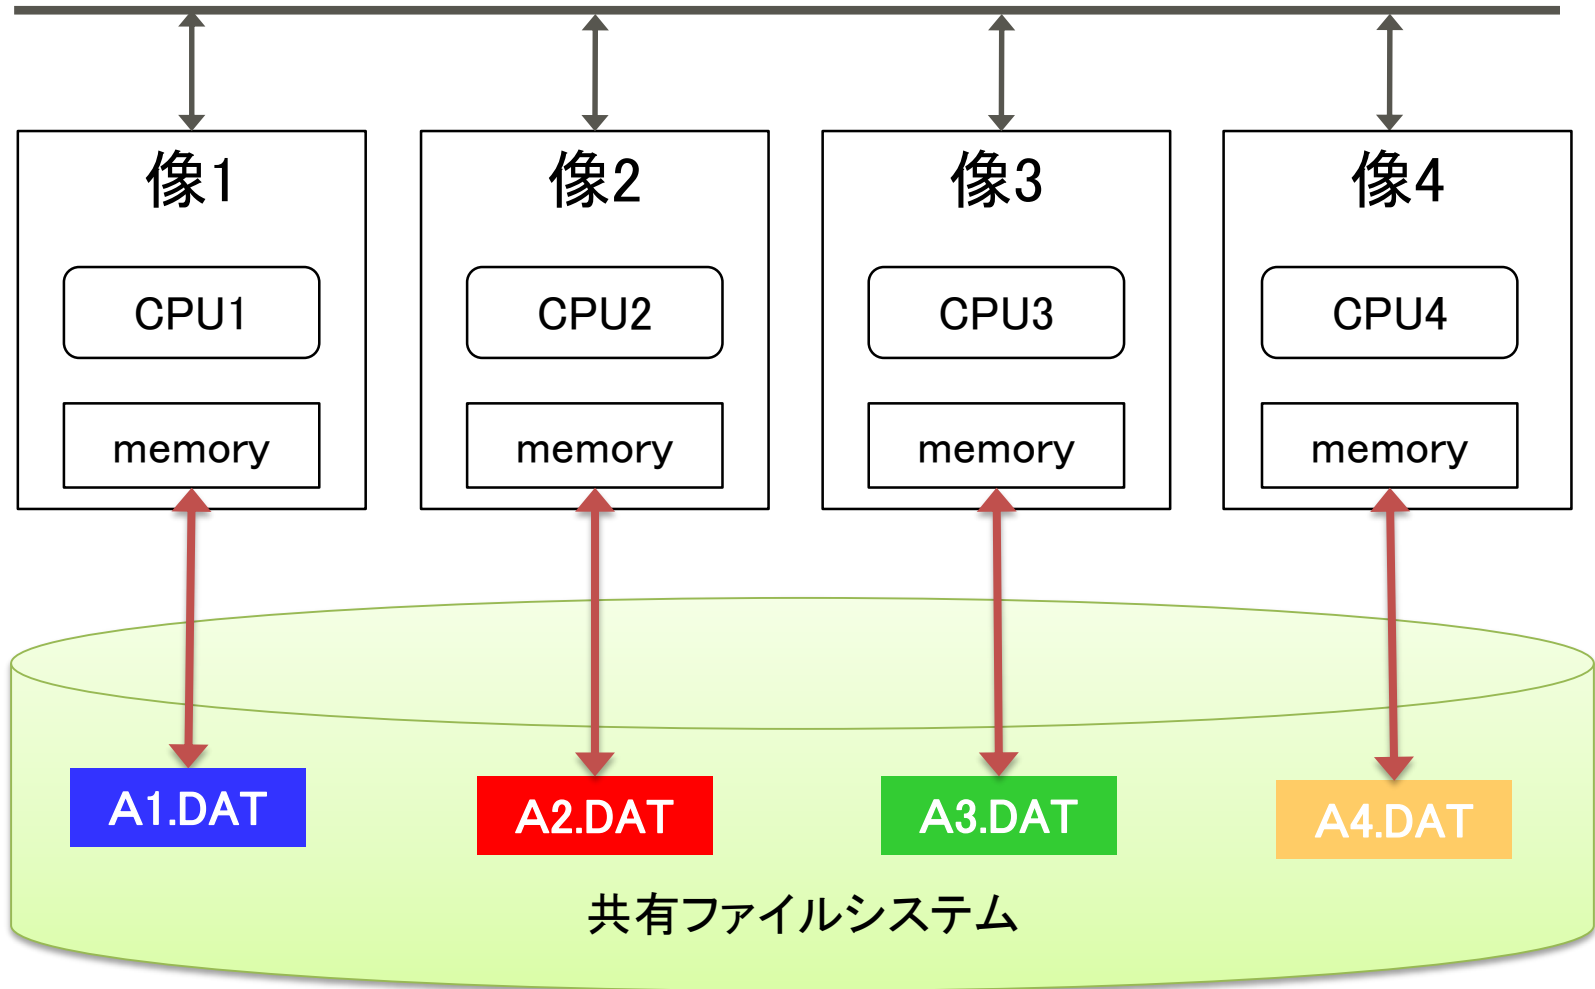 像1
像2
像3
像4
CPU1
CPU2
CPU3
CPU4
memory
memory
memory
memory
A1.DAT
A2.DAT
A3.DAT
A4.DAT
共有ファイルシステム